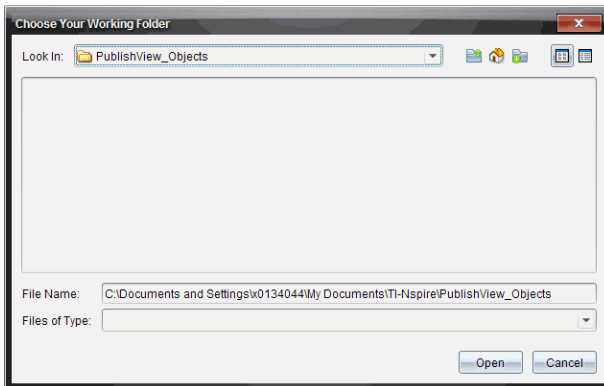 Choose Your Working Folder
Look In: PublishView_Objects
File Name: C:\Documents and Settings\x0134044\My Documents\TI-Nspire\PublishView_Objects
Files of Type:
Open Cancel